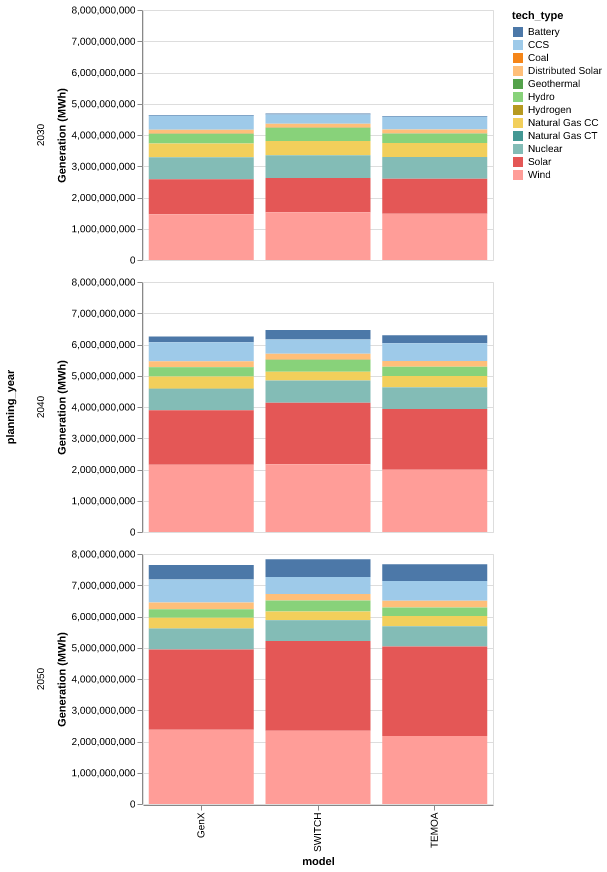 tech_type
Battery
CCS
Coal
Distributed Solar
Geothermal
Hydro
Hydrogen
Natural Gas CC
Natural Gas CT
Nuclear
Solar
Wind
planning_year
2030
Generation (MWh)
8,000,000,000
7,000,000,000
6,000,000,000
5,000,000,000
4,000,000,000
3,000,000,000
2,000,000,000
1,000,000,000
0
2040
Generation (MWh)
8,000,000,000
7,000,000,000
6,000,000,000
5,000,000,000
4,000,000,000
3,000,000,000
2,000,000,000
1,000,000,000
0
2050
Generation (MWh)
8,000,000,000
7,000,000,000
6,000,000,000
5,000,000,000
4,000,000,000
3,000,000,000
2,000,000,000
1,000,000,000
0
GenX
SWITCH
TEMOA
model